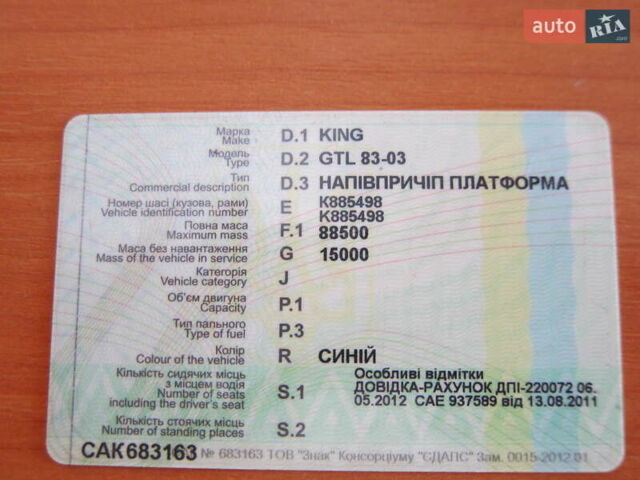 auto RIA .com
Марка
Make D.1 KING
Модель
Type D.2 GTL 83-03
Тип
Commercial description D.3 НАПІВПРИЧІП ПЛАТФОРМА
Номер шасі (кузова, рами) E K885498
Vehicle identification number K885498
Повна маса
Maximum mass F.1 88500
Маса без навантаження
Mass of the vehicle in service G 15000
Категорія
Vehicle category J
Об'єм двигуна
Capacity P.1
Тип пального
Type of fuel P.3
Колір
Colour of the vehicle R СИНІЙ
Кількість сидячих місць
з місцем водія
Number of seats
including the driver's seat S.1
Особливі відмітки
ДОВІДКА-РАХУНОК ДПІ-220072 06.
05.2012 САЕ 937589 від 13.08.2011
Кількість стоячих місць
Number of standing places S.2
САК683163 № 683163 ТОВ "Знак" Консорціуму "ЄДАПС" Зам. 0015-2012.01